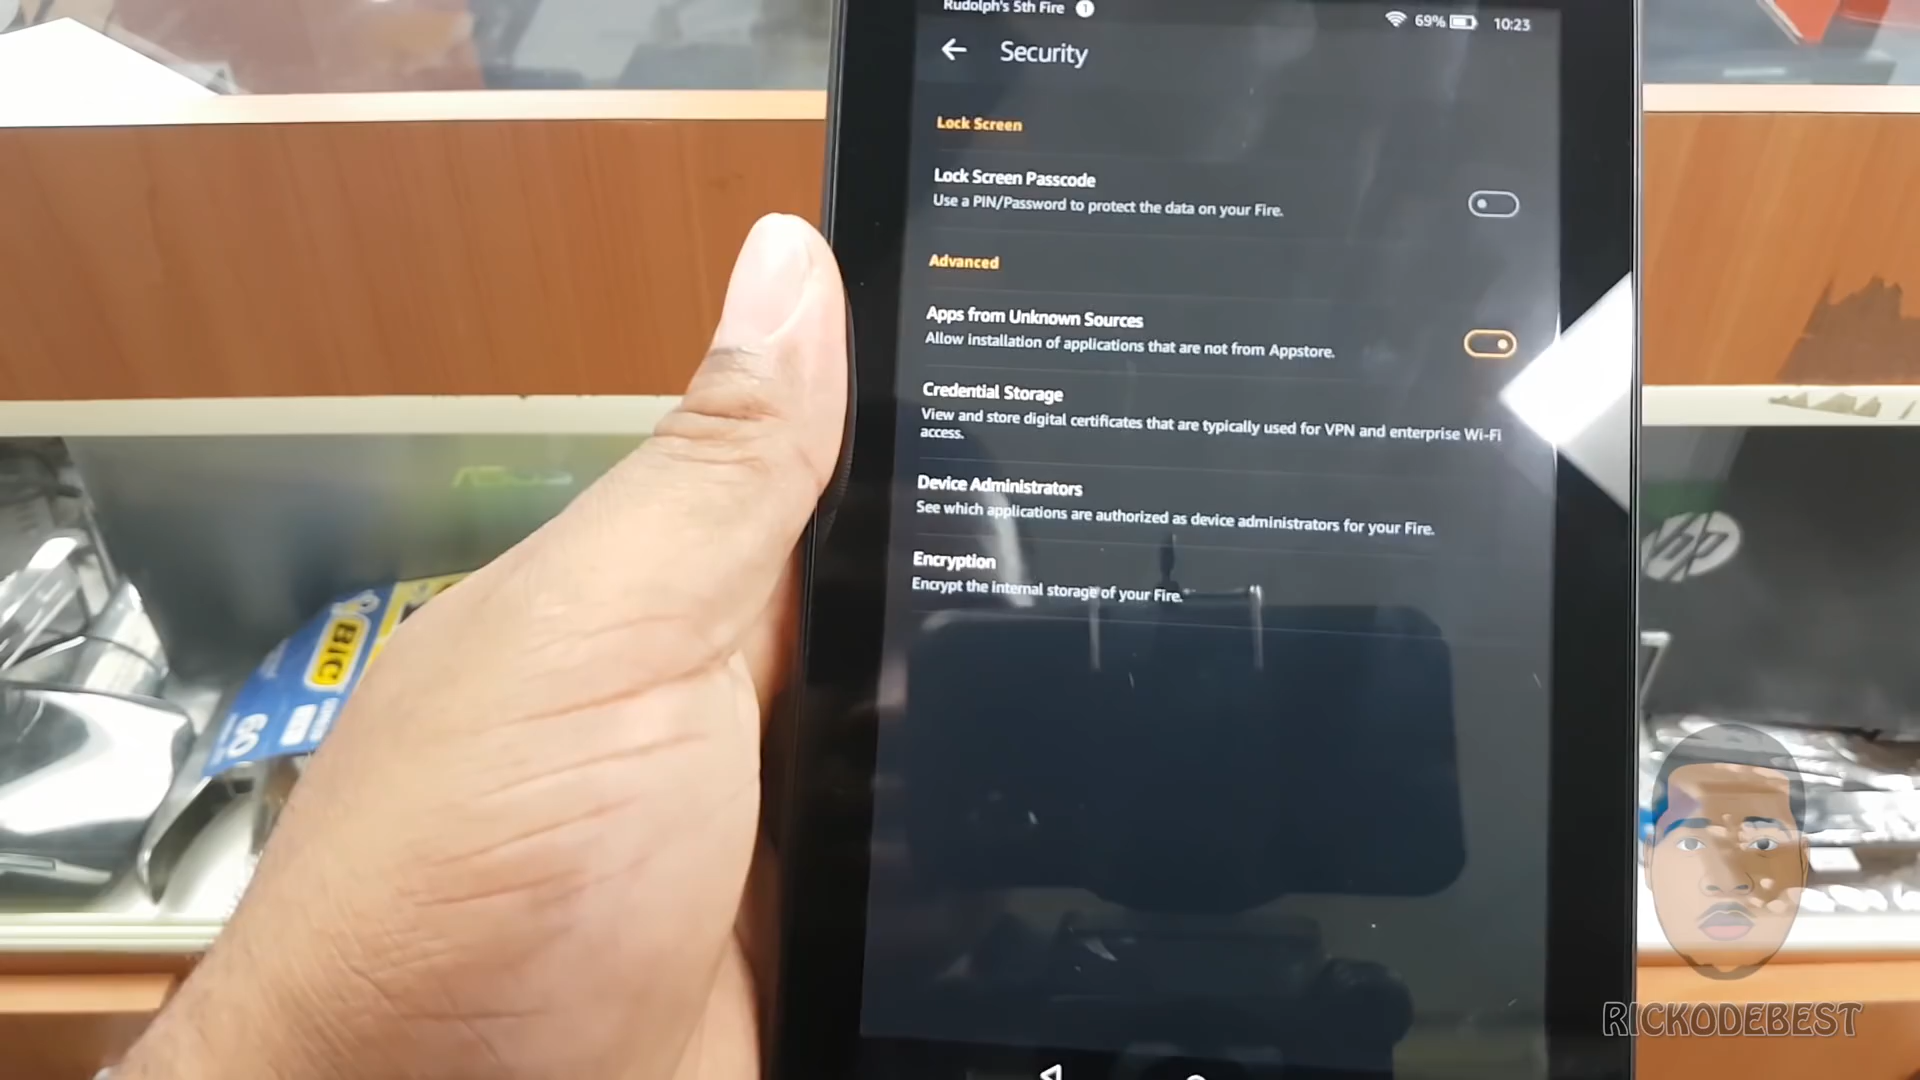 Rudolph's 5th Fire 1 69% 10:23
Security
Lock Screen
Lock Screen Passcode
Use a PIN/Password to protect the data on your Fire.
Advanced
Apps from Unknown Sources
Allow installation of applications that are not from Appstore.
Credential Storage
View and store digital certificates that are typically used for VPN and enterprise Wi-Fi
access.
Device Administrators
See which applications are authorized as device administrators for your Fire.
Encryption
Encrypt the internal storage of your Fire.
BIC
60
hp
RICKODEBEST